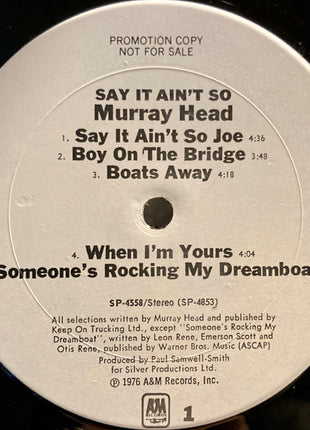 PROMOTION COPY
NOT FOR SALE
SAY IT AIN'T SO
Murray Head
1. Say It Ain't So Joe 4:36
2. Boy On The Bridge 3:48
3. Boats Away 4:18
4. When I'm Yours 4:04
Someone's Rocking My Dreamboa
SP-4558/Stereo (SP-4853)
All selections written by Murray Head and published by
Keep On Trucking Ltd., except "Someone's Rocking My
Dreamboat", written by Leon Rene, Emerson Scott and
Otis Rene, published by Warner Bros. Music (ASCAP)
Produced by Paul Samwell-Smith
for Silver Productions Ltd.
℗ 1976 A&M Records, Inc.
A&M
RECORDS
1